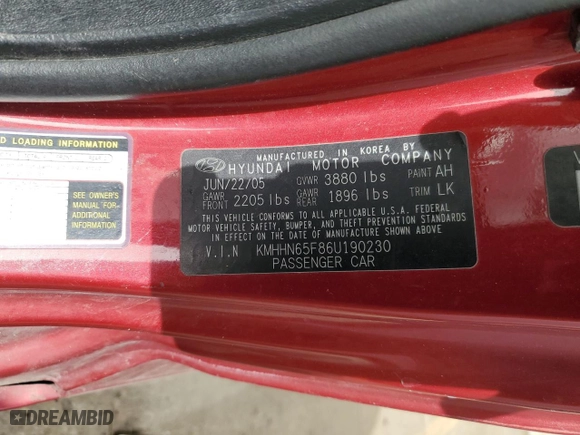 D LOADING INFORMATION
SEE OWNER'S
MANUAL FOR
ADDITIONAL
INFORMATION
MANUFACTURED IN KOREA BY
HYUNDAI MOTOR COMPANY
JUN/22/05 GVWR 3880 lbs PAINT AH
GAWR FRONT 2205 lbs GAWR REAR 1896 lbs TRIM LK
THIS VEHICLE CONFORMS TO ALL APPLICABLE U.S.A. FEDERAL
MOTOR VEHICLE SAFETY, BUMPER, AND THEFT PREVENTION STANDARDS
IN EFFECT ON THE DATE OF MANUFACTURE SHOWN ABOVE.
V.I.N KMHHN65F86U190230
PASSENGER CAR
©DREAMBID